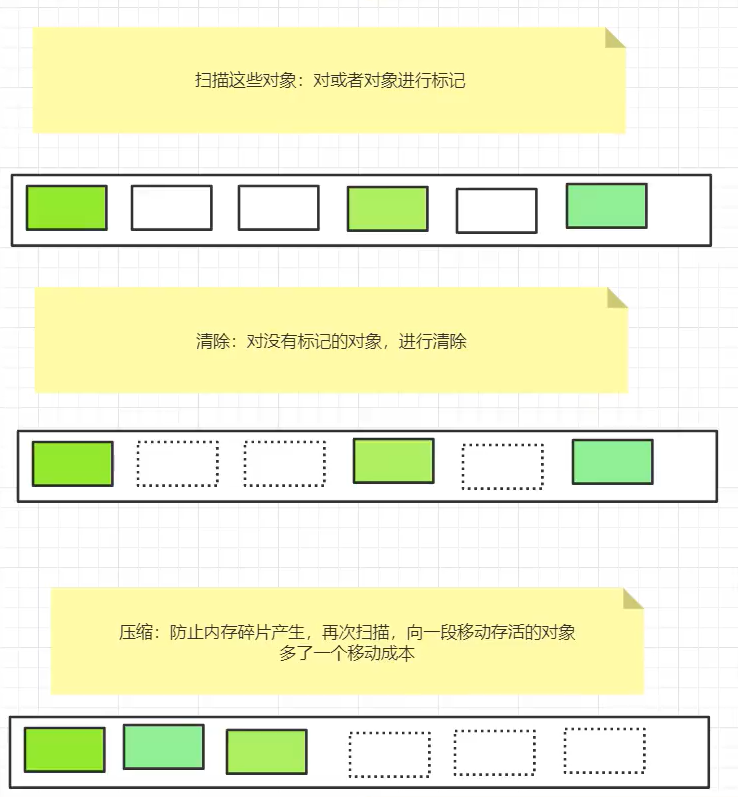 扫描这些对象：对或者对象进行标记
清除：对没有标记的对象，进行清除
压缩：防止内存碎片产生，再次扫描，向一段移动存活的对象
多了一个移动成本